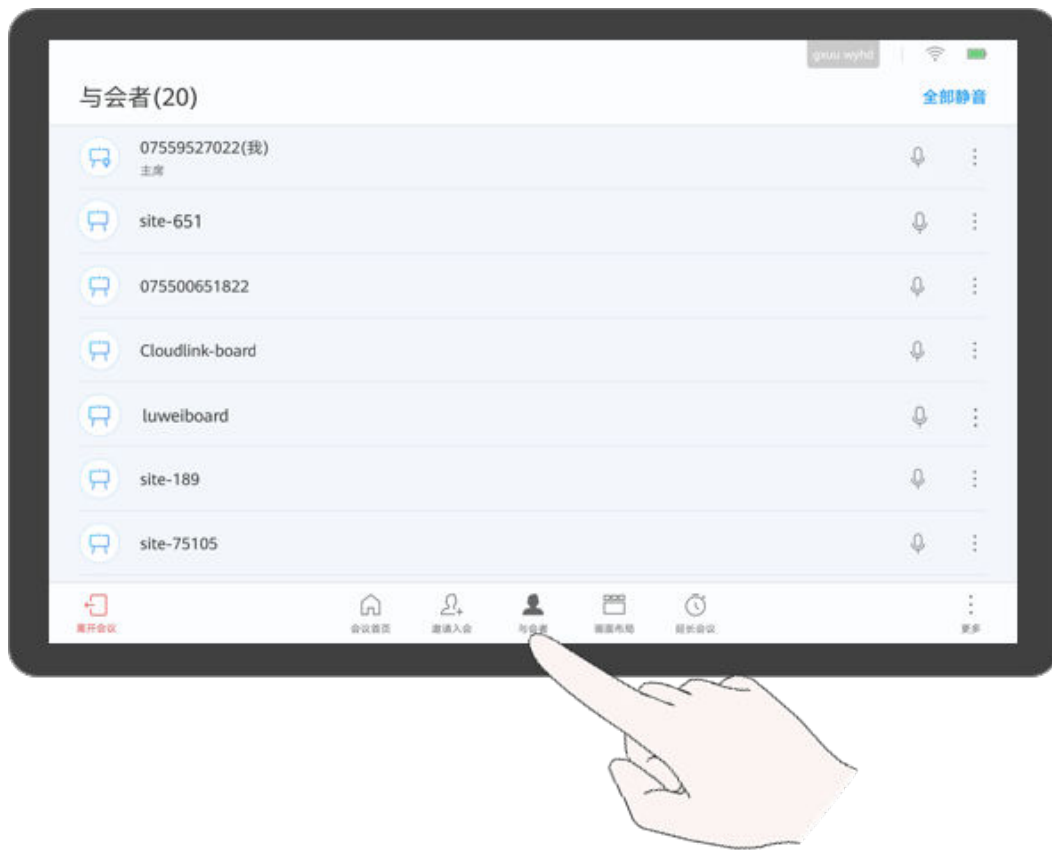 gxuu wyhd
与会者(20)
全部静音
07559527022(我)
主席
site-651
075500651822
Cloudlink-board
luweiboard
site-189
site-75105
离开会议
会议首页
邀请入会
与会者
画面布局
延长会议
更多